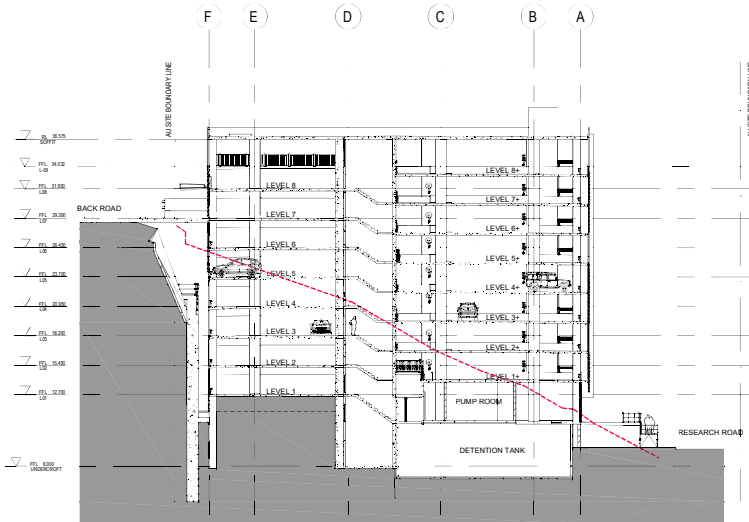 F E D C B A
AU SITE BOUNDARY LINE
RL 36.575
SOFFIT
FFL 34.032
L-09
FFL 31.950
L08
BACK ROAD
FFL 29.200
L07
FFL 26.450
L06
FFL 23.700
L05
FFL 20.950
L04
FFL 18.200
L03
FFL 15.450
L02
FFL 12.700
L01
FFL 6.000
UNDERCROFT
LEVEL 8
LEVEL 7
LEVEL 6
LEVEL 5
LEVEL 4
LEVEL 3
LEVEL 2
LEVEL 1
LEVEL 8+
LEVEL 7+
LEVEL 6+
LEVEL 5+
LEVEL 4+
LEVEL 3+
LEVEL 2+
LEVEL 1+
PUMP ROOM
DETENTION TANK
RESEARCH ROAD